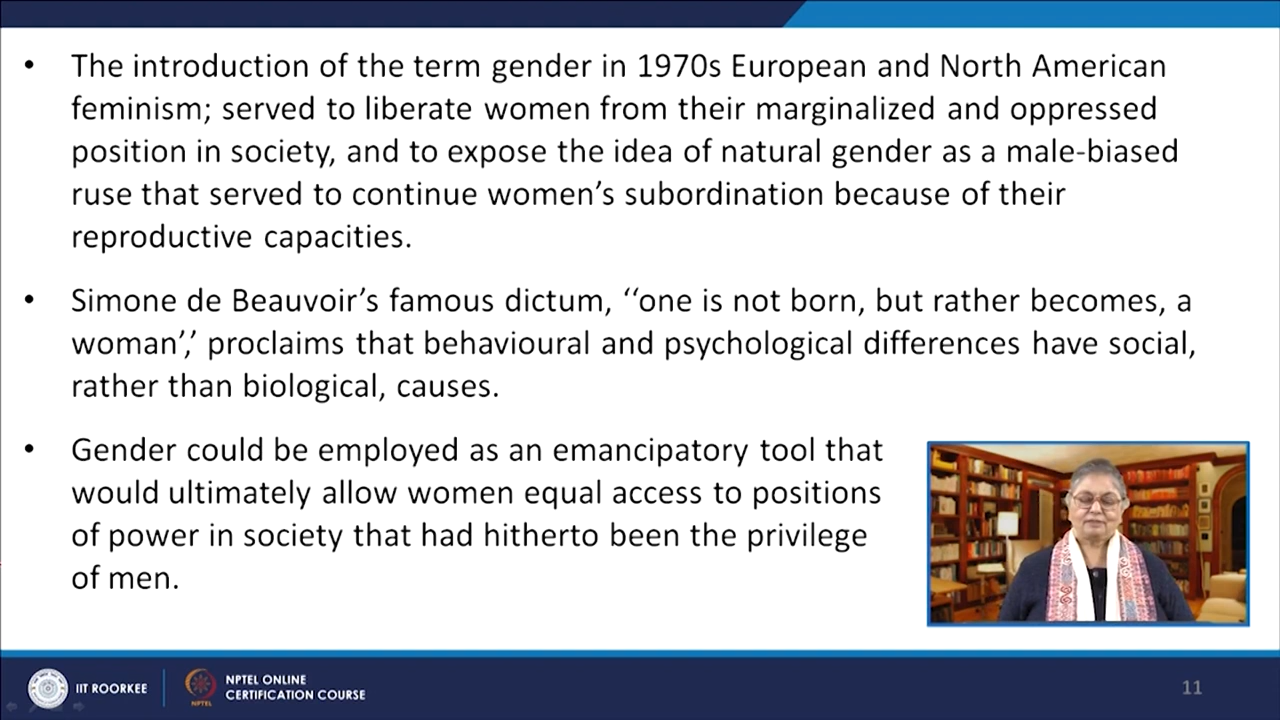 • The introduction of the term gender in 1970s European and North American
feminism; served to liberate women from their marginalized and oppressed
position in society, and to expose the idea of natural gender as a male-biased
ruse that served to continue women’s subordination because of their
reproductive capacities.
• Simone de Beauvoir’s famous dictum, ‘‘one is not born, but rather becomes, a
woman’,’ proclaims that behavioural and psychological differences have social,
rather than biological, causes.
• Gender could be employed as an emancipatory tool that
would ultimately allow women equal access to positions
of power in society that had hitherto been the privilege
of men.
IIT ROORKEE
NPTEL
NPTEL ONLINE
CERTIFICATION COURSE
11